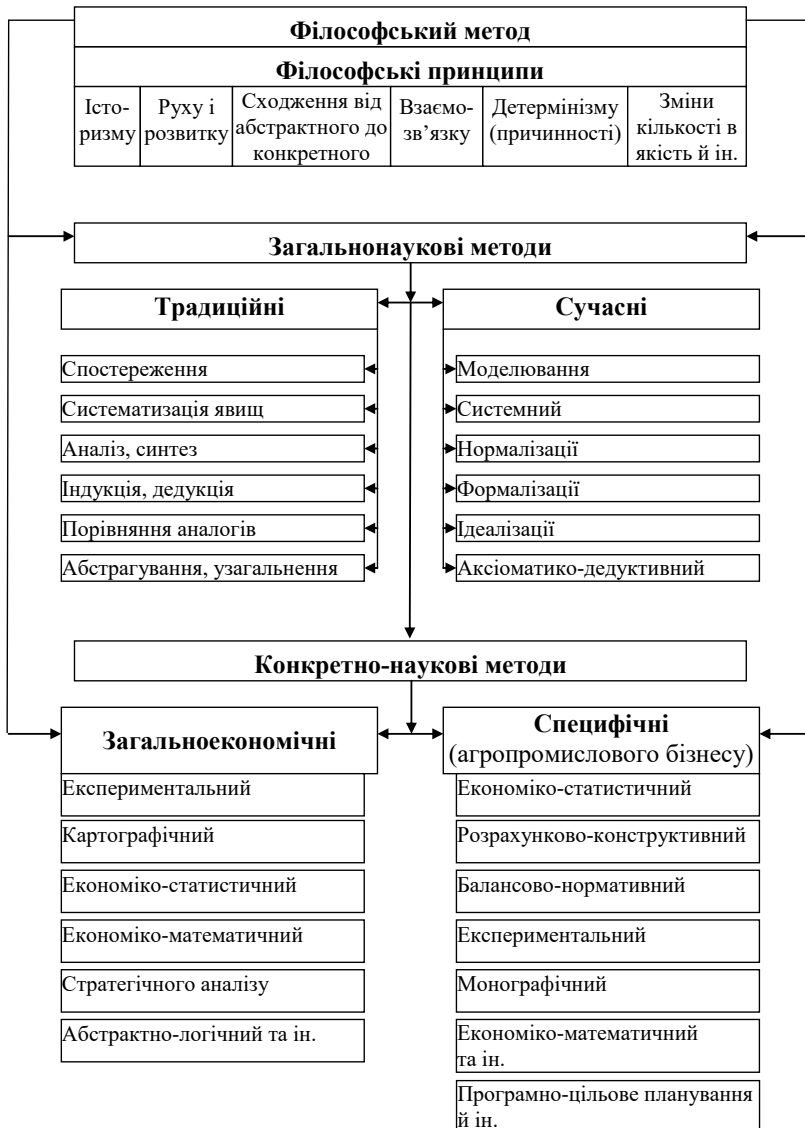 Філософський метод
Філософські принципи
Істо-
ризму
Руху і
розвитку
Сходження від
абстрактного до
конкретного
Взаємо-
зв’язку
Детермінізму
(причинності)
Зміни
кількості в
якість й ін.
Загальнонаукові методи
Традиційні
Спостереження
Систематизація явищ
Аналіз, синтез
Індукція, дедукція
Порівняння аналогів
Абстрагування, узагальнення
Сучасні
Моделювання
Системний
Нормалізації
Формалізації
Ідеалізації
Аксіоматико-дедуктивний
Конкретно-наукові методи
Загальноекономічні
Експериментальний
Картографічний
Економіко-статистичний
Економіко-математичний
Стратегічного аналізу
Абстрактно-логічний та ін.
Специфічні
(агропромислового бізнесу)
Економіко-статистичний
Розрахунково-конструктивний
Балансово-нормативний
Експериментальний
Монографічний
Економіко-математичний
та ін.
Програмно-цільове планування
й ін.